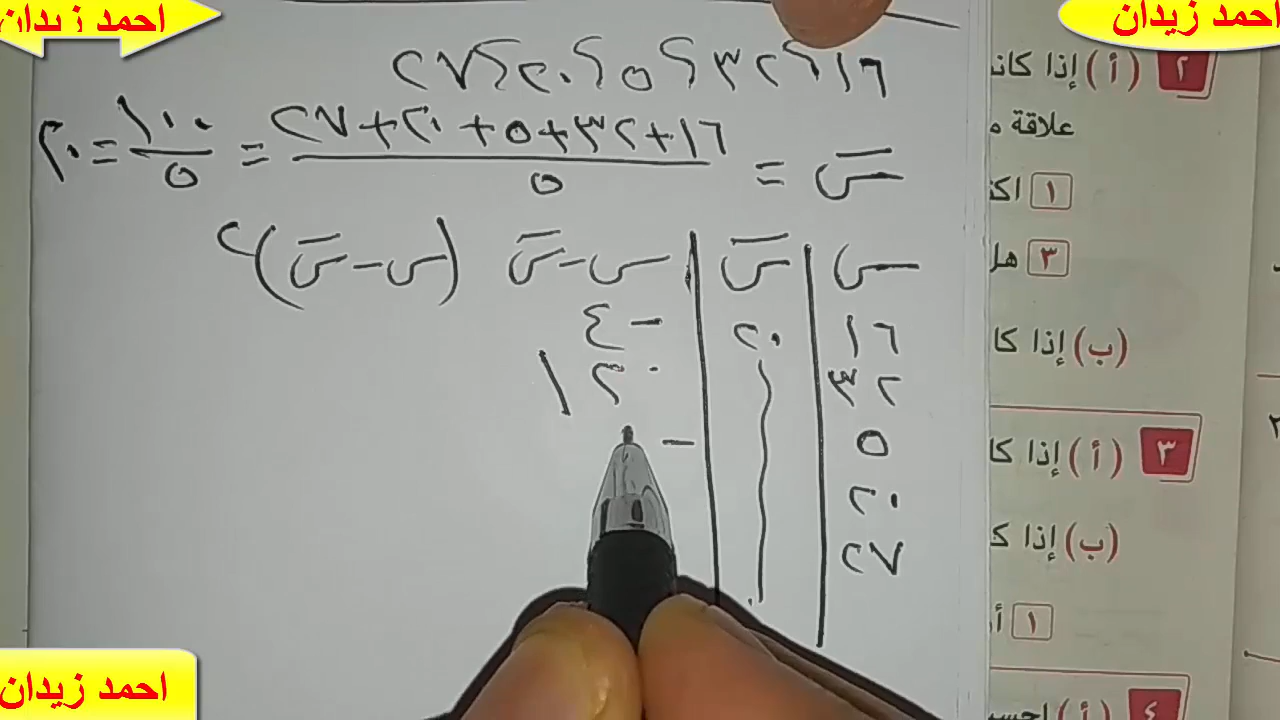 احمد زيدان
احمد زيدان
١٦ ؟ ٣٢ ؟ ٥ ؟ ٢٠ ؟ ٢٧
س = ١٦+٣٢+٥+٢٠+٢٧ / ٥ = ١٠٠ / ٥ = ٢٠
س س س-س (س-س)٢
١٦ ٢٠ -٤
٣٢ ١٢
٥ -
٢٠
٢٧
٢ (أ) إذا كان
علاقة
١
٣ هل
(ب) إذا كا
٣ (أ) إذا كا
(ب) إذا ك
١
٤ (أ) احسب
احمد زيدان